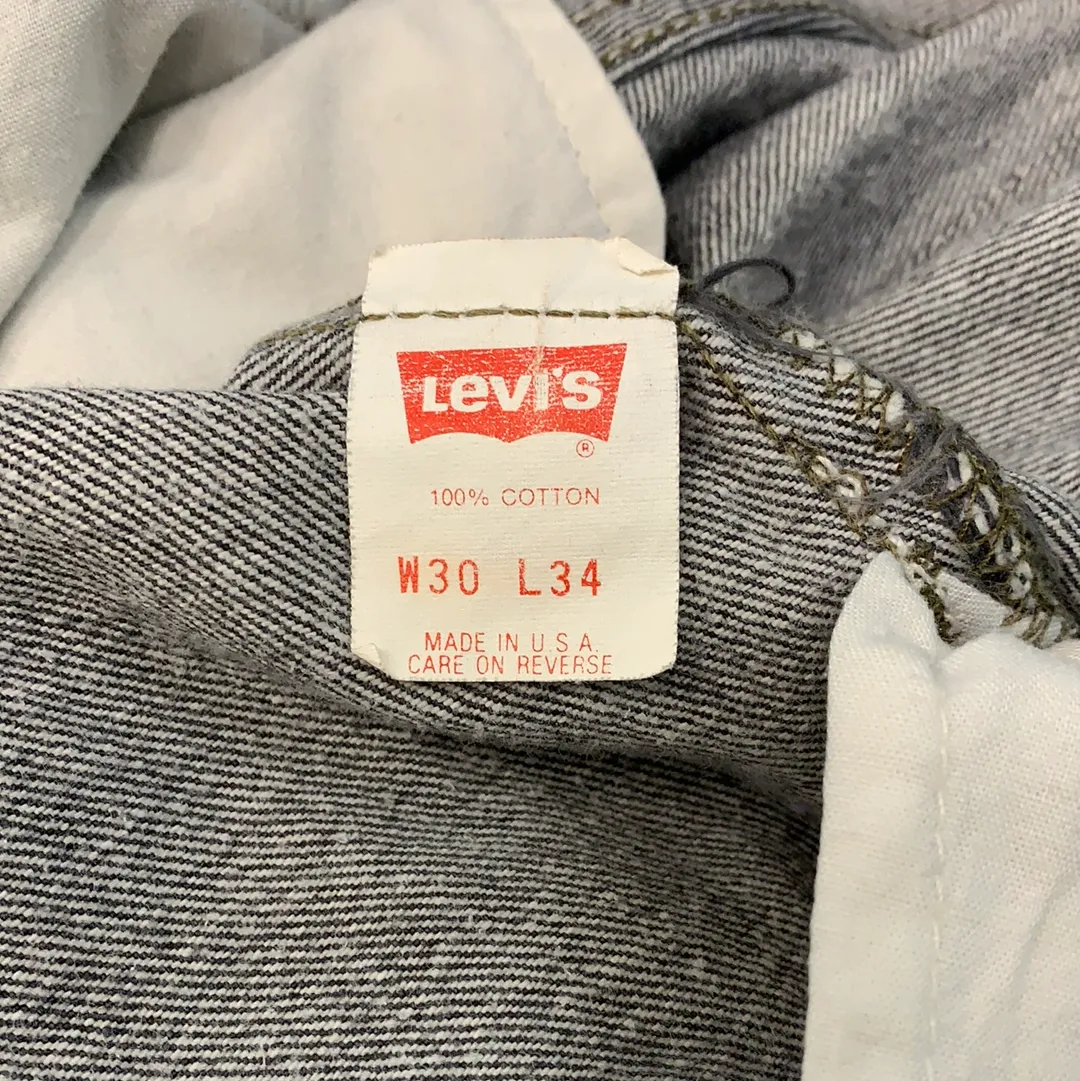 Levi's
®
100% COTTON
W30 L34
MADE IN U.S.A.
CARE ON REVERSE